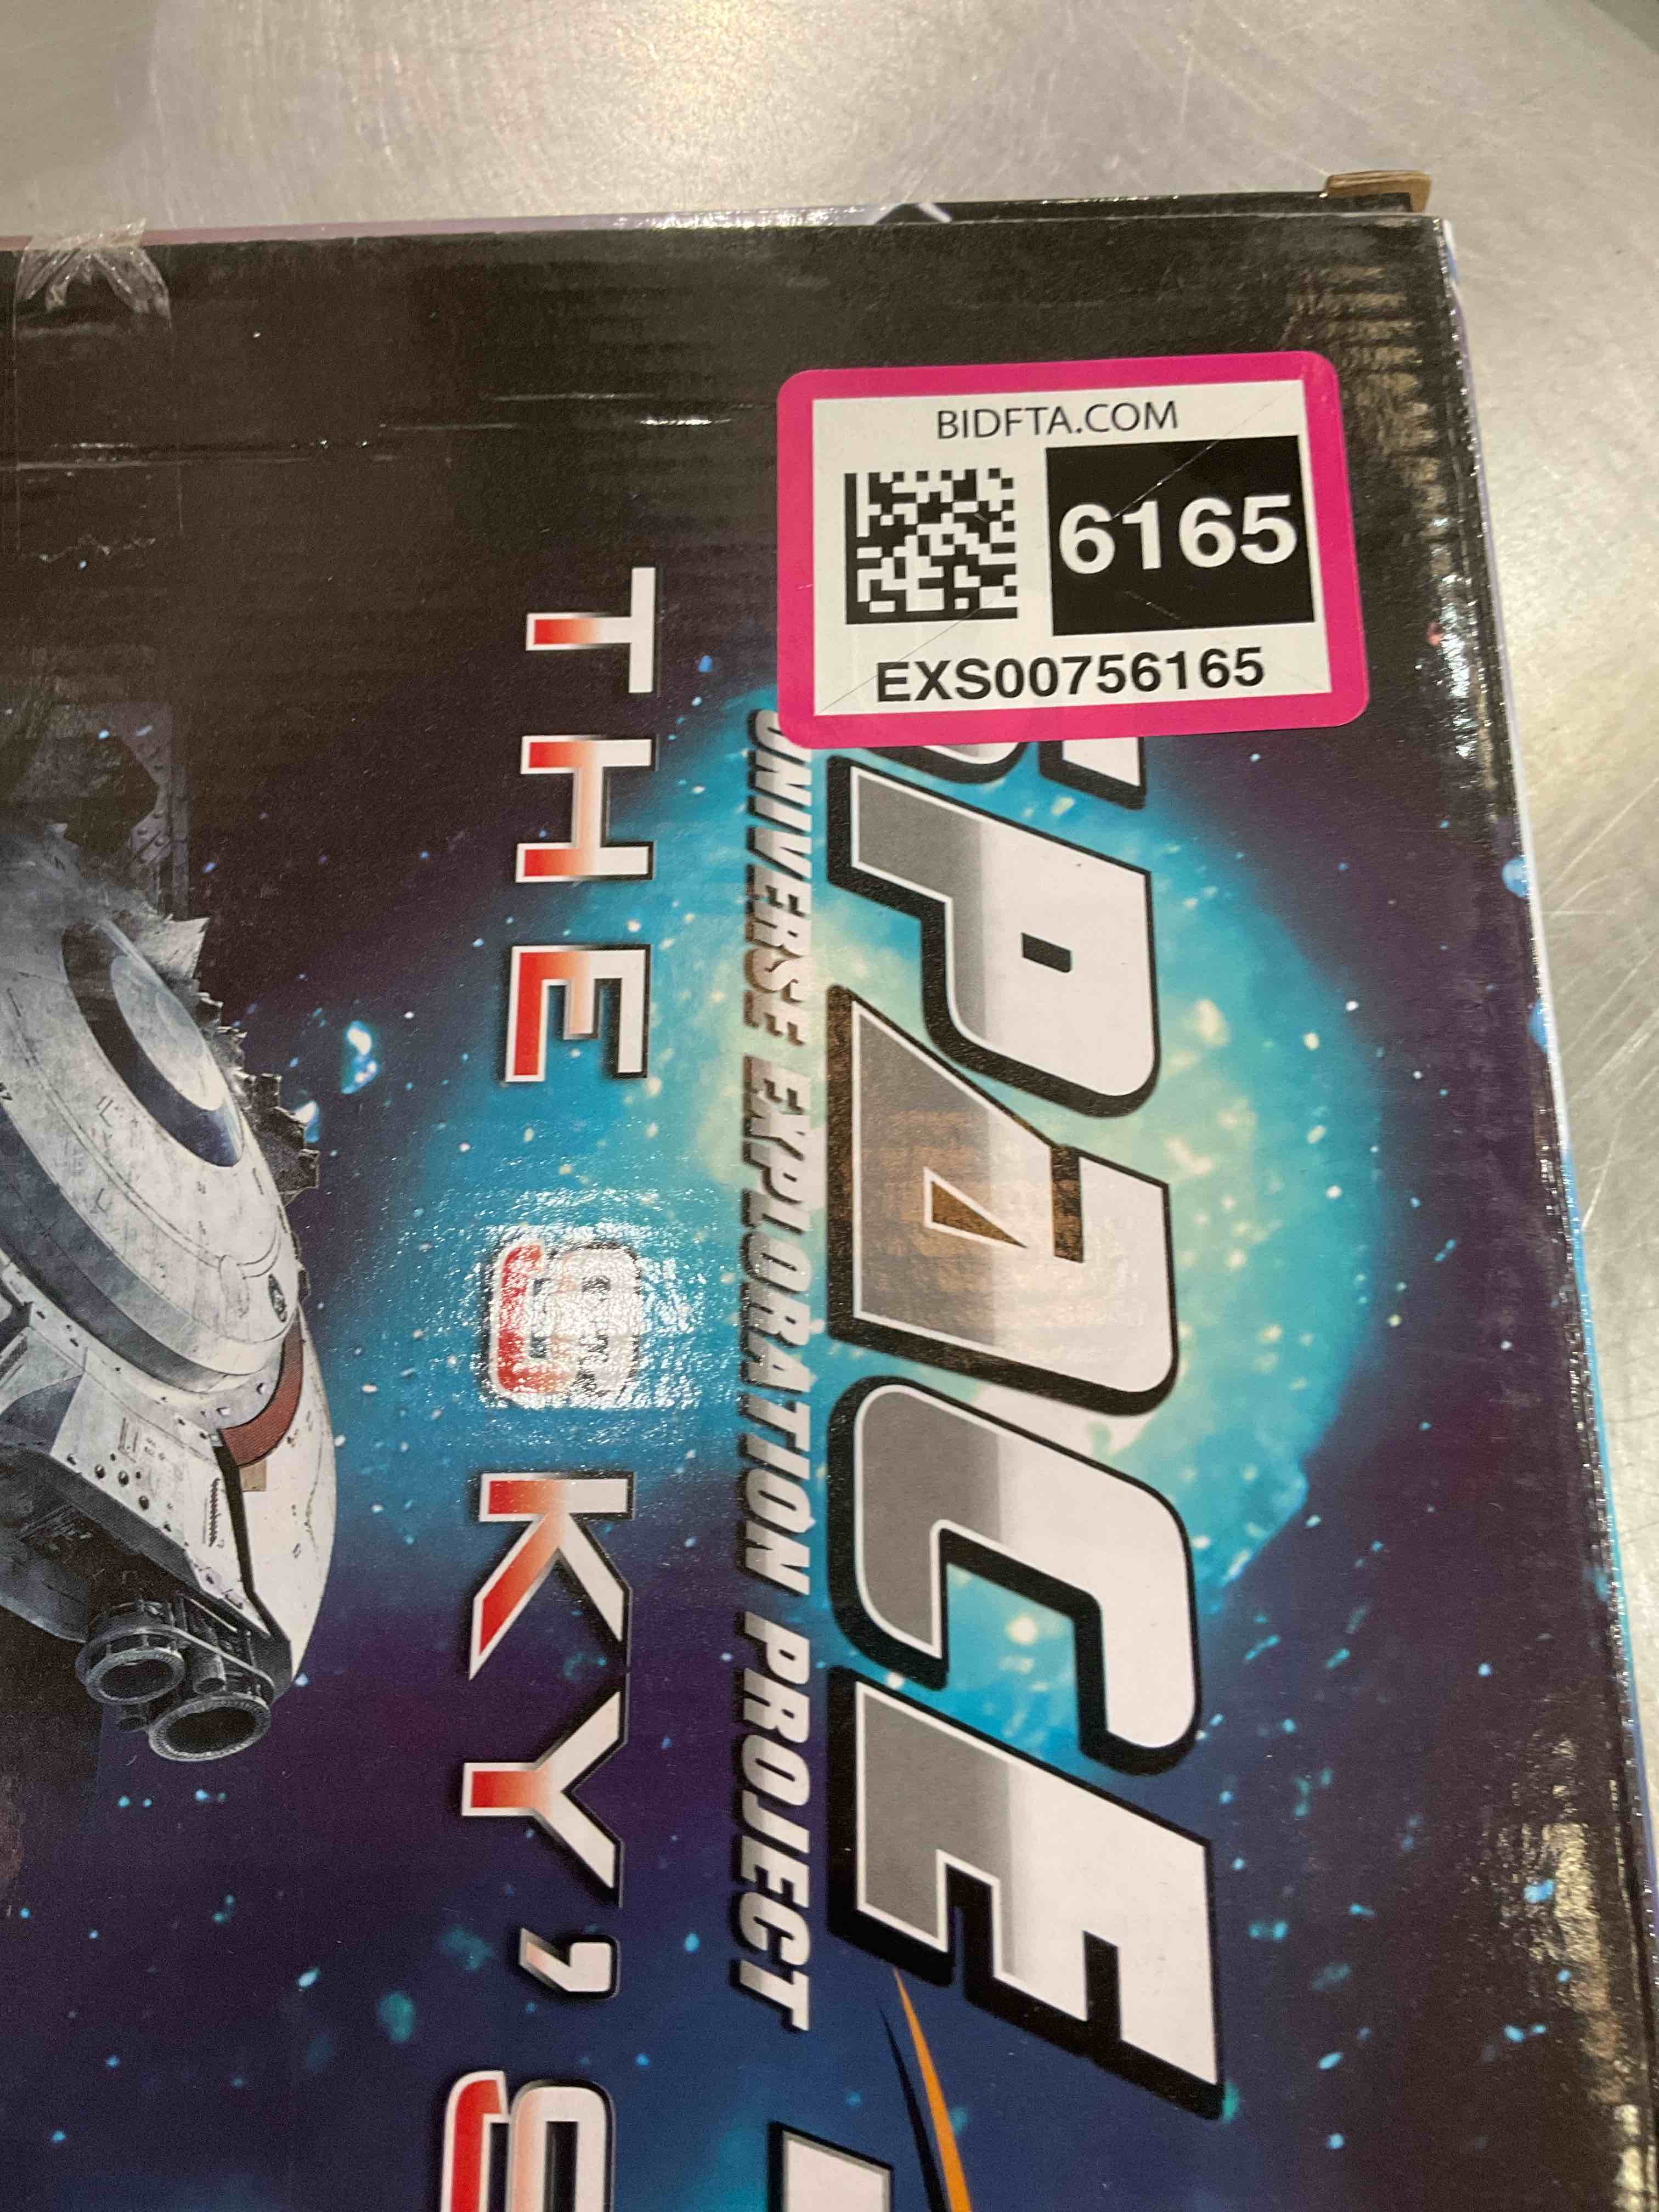 BIDFTA.COM
6165
EXS00756165
SPACE
UNIVERSE EXPLORATION PROJECT
THE SKY'S